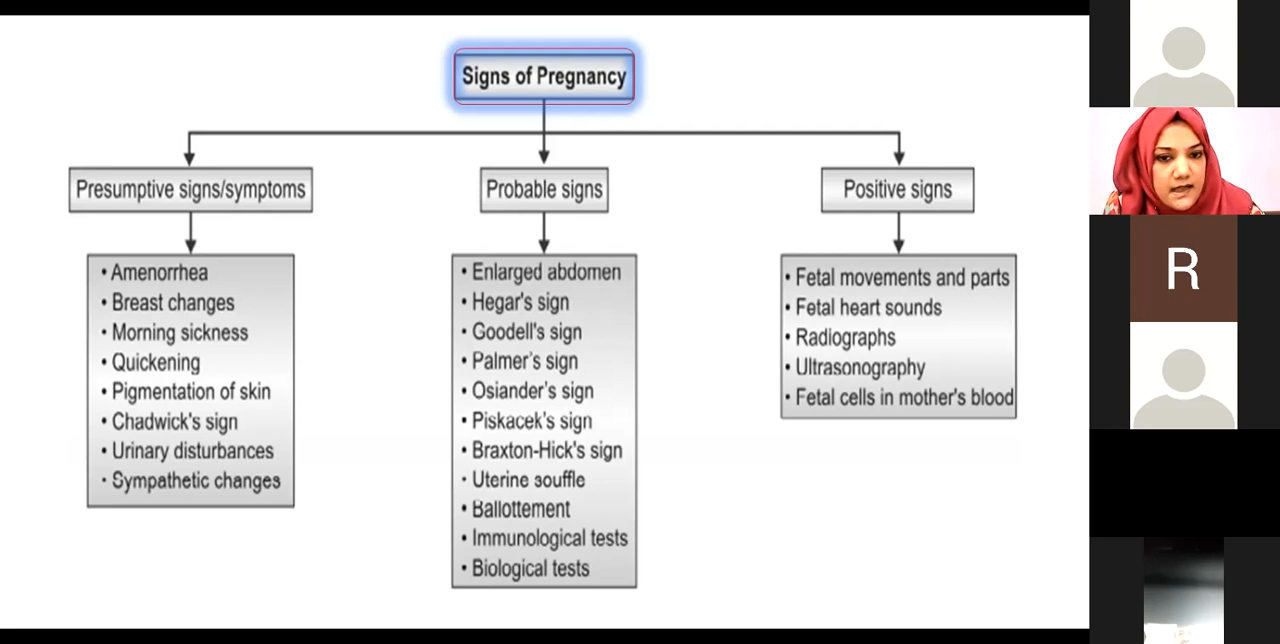 Signs of Pregnancy
Presumptive signs/symptoms
• Amenorrhea
• Breast changes
• Morning sickness
• Quickening
• Pigmentation of skin
• Chadwick's sign
• Urinary disturbances
• Sympathetic changes
Probable signs
• Enlarged abdomen
• Hegar's sign
• Goodell's sign
• Palmer's sign
• Osiander's sign
• Piskacek's sign
• Braxton-Hick's sign
• Uterine souffle
• Ballottement
• Immunological tests
• Biological tests
Positive signs
• Fetal movements and parts
• Fetal heart sounds
• Radiographs
• Ultrasonography
• Fetal cells in mother's blood
R